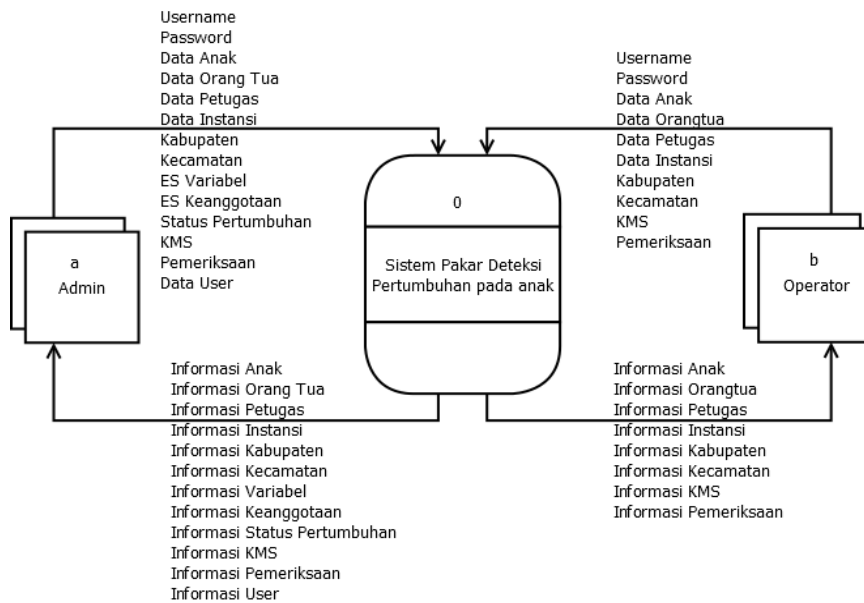 Username
Password
Data Anak
Data Orang Tua
Data Petugas
Data Instansi
Kabupaten
Kecamatan
ES Variabel
ES Keanggotaan
Status Pertumbuhan
KMS
Pemeriksaan
Data User
Username
Password
Data Anak
Data Orangtua
Data Petugas
Data Instansi
Kabupaten
Kecamatan
KMS
Pemeriksaan
a
Admin
0
Sistem Pakar Deteksi
Pertumbuhan pada anak
b
Operator
Informasi Anak
Informasi Orang Tua
Informasi Petugas
Informasi Instansi
Informasi Kabupaten
Informasi Kecamatan
Informasi Variabel
Informasi Keanggotaan
Informasi Status Pertumbuhan
Informasi KMS
Informasi Pemeriksaan
Informasi User
Informasi Anak
Informasi Orangtua
Informasi Petugas
Informasi Instansi
Informasi Kabupaten
Informasi Kecamatan
Informasi KMS
Informasi Pemeriksaan